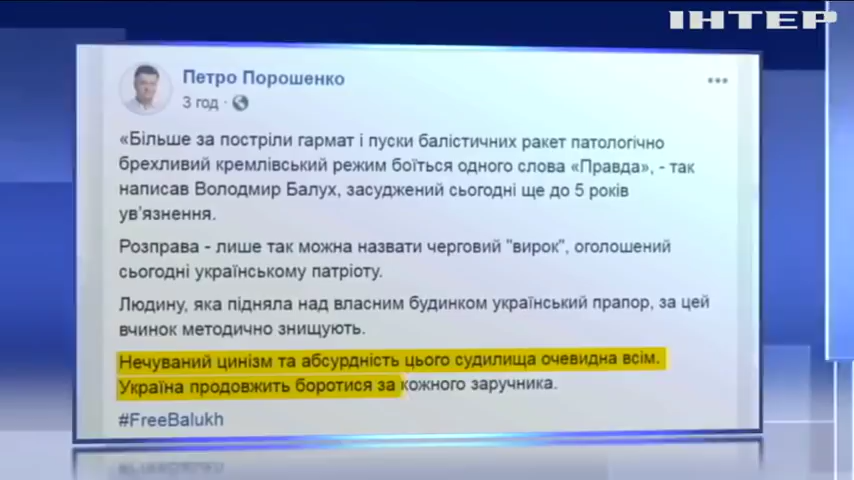 ІНТЕР
Петро Порошенко
3 год ·
«Більше за постріли гармат і пуски балістичних ракет патологічно
брехливий кремлівський режим боїться одного слова «Правда», - так
написав Володмир Балух, засуджений сьогодні ще до 5 років
ув'язнення.
Розправа - лише так можна назвати черговий "вирок", оголошений
сьогодні українському патріоту.
Людину, яка підняла над власним будинком український прапор, за цей
вчинок методично знищують.
Нечуваний цинізм та абсурдність цього судилища очевидна всім.
Україна продовжить боротися за кожного заручника.
#FreeBalukh